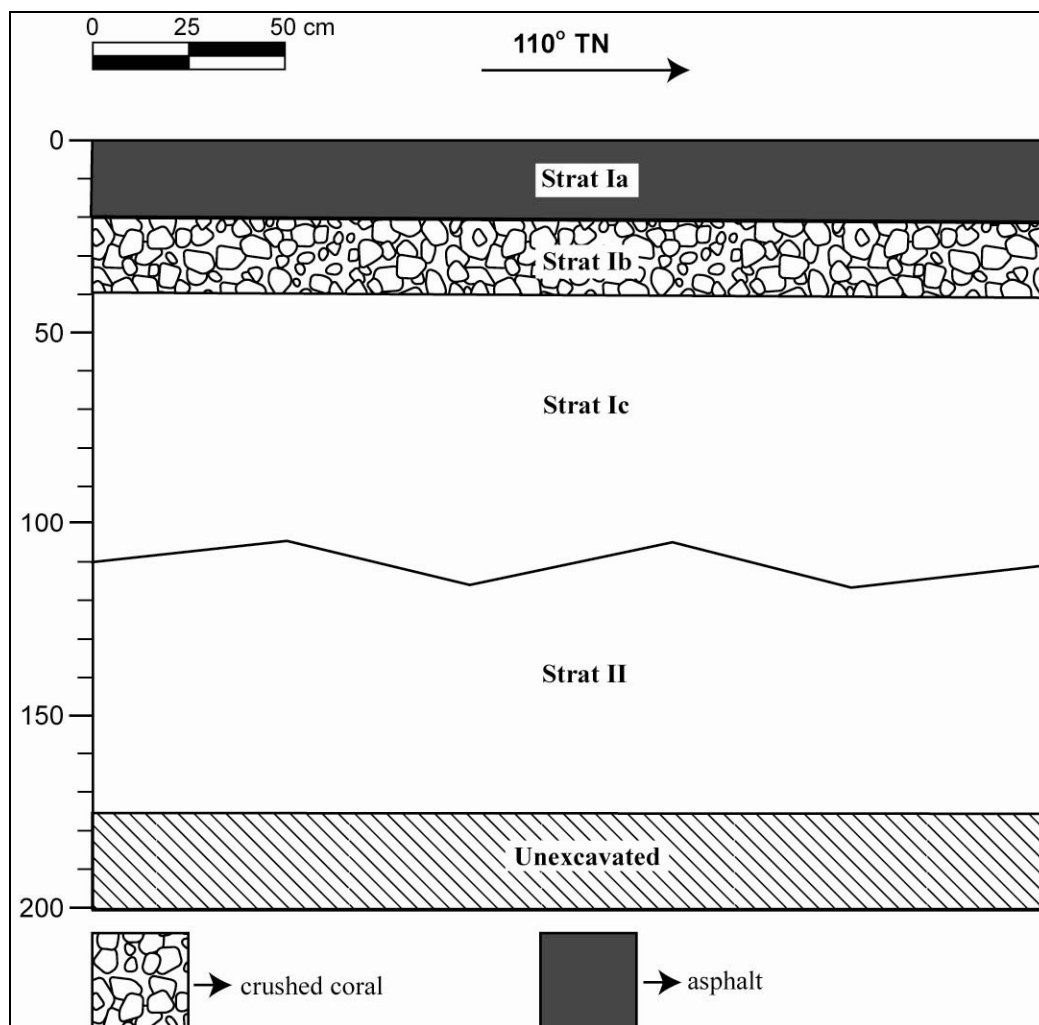 0 25 50 cm
110° TN
0
Strat Ia
Strat Ib
50
Strat Ic
100
Strat II
150
Unexcavated
200
crushed coral
asphalt